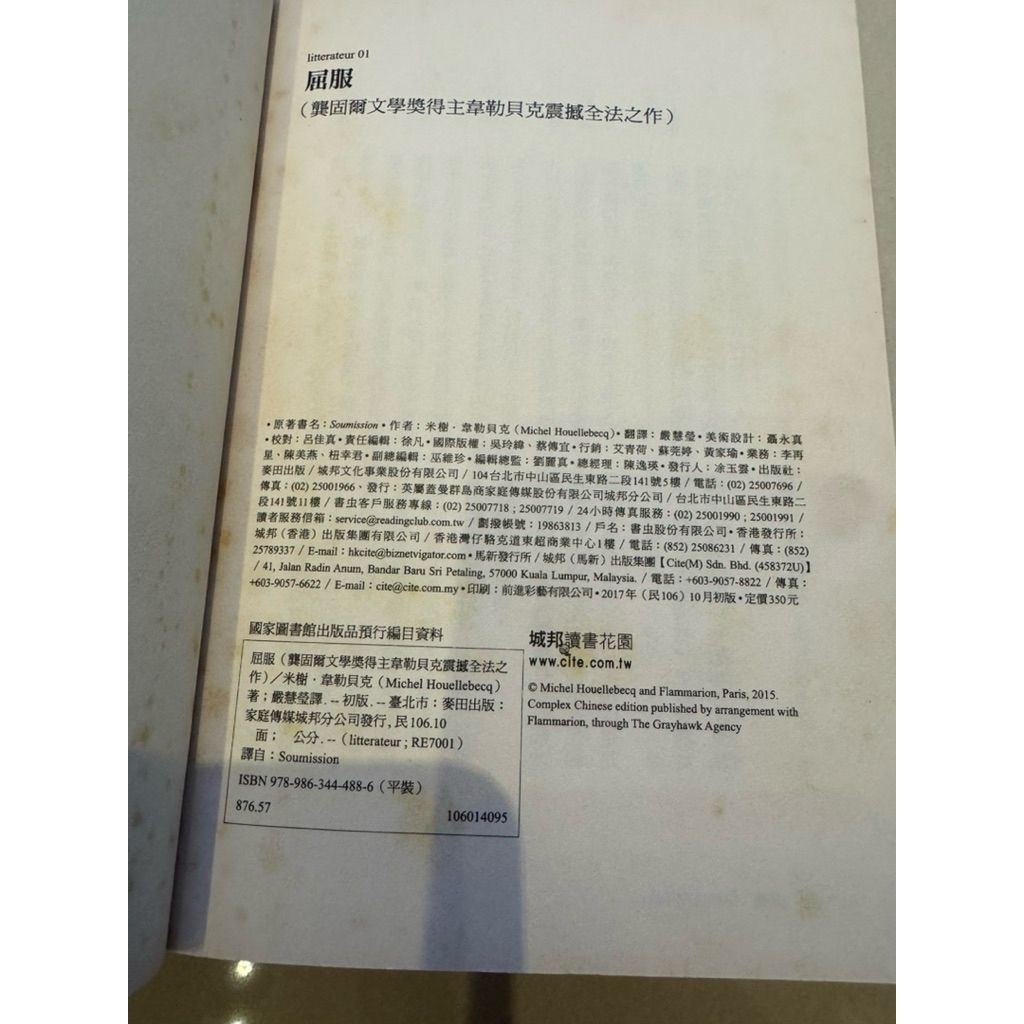 litterateur 01
屈服
（龔固爾文學獎得主韋勒貝克震撼全法之作）
•原著書名：Soumission•作者：米榭．韋勒貝克（Michel Houellebecq）•翻譯：嚴慧瑩•美術設計：聶永真
•校對：呂佳真•責任編輯：徐凡•國際版權：吳玲緯、蔡傳宜•行銷：艾青荷、蘇莞婷、黃家瑜•業務：李再
星、陳美燕、杻幸君•副總編輯：巫維珍•編輯總監：劉麗真•總經理：陳逸瑛•發行人：凃玉雲•出版社：
麥田出版／城邦文化事業股份有限公司／104台北市中山區民生東路二段141號5樓／電話：(02) 25007696／
傳真：(02) 25001966、發行：英屬蓋曼群島商家庭傳媒股份有限公司城邦分公司／台北市中山區民生東路二
段141號11樓／書虫客戶服務專線：(02) 25007718；25007719／24小時傳真服務：(02) 25001990；25001991／
讀者服務信箱：service@readingclub.com.tw／劃撥帳號：19863813／戶名：書虫股份有限公司•香港發行所：
城邦（香港）出版集團有限公司／香港灣仔駱克道東超商業中心1樓／電話：(852) 25086231／傳真：(852)
25789337／E-mail：hkcite@biznetvigator.com•馬新發行所／城邦（馬新）出版集團【Cite(M) Sdn. Bhd. (458372U)】
／41, Jalan Radin Anum, Bandar Baru Sri Petaling, 57000 Kuala Lumpur, Malaysia.／電話：+603-9057-8822／傳真：
+603-9057-6622／E-mail：cite@cite.com.my•印刷：前進彩藝有限公司•2017年（民106）10月初版•定價350元
國家圖書館出版品預行編目資料
屈服（龔固爾文學獎得主韋勒貝克震撼全法之
作）／米榭．韋勒貝克（Michel Houellebecq）
著；嚴慧瑩譯. -- 初版. -- 臺北市：麥田出版：
家庭傳媒城邦分公司發行, 民106.10
面； 公分. --（litterateur；RE7001）
譯自：Soumission
ISBN 978-986-344-488-6（平裝）
876.57 106014095
城邦讀書花園
www.cite.com.tw
© Michel Houellebecq and Flammarion, Paris, 2015.
Complex Chinese edition published by arrangement with
Flammarion, through The Grayhawk Agency